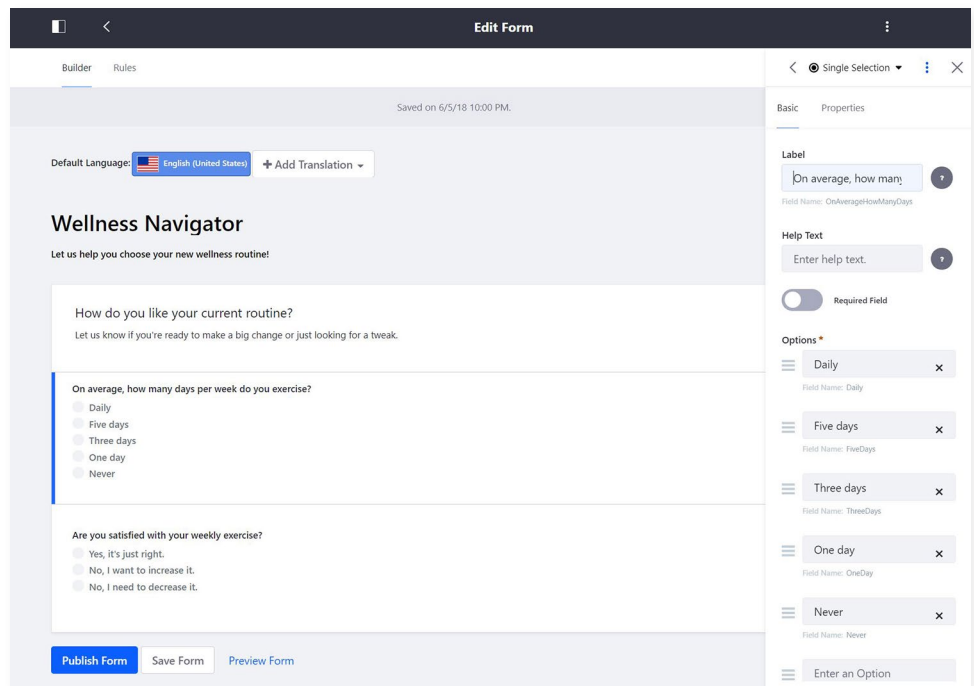 Edit Form
Builder Rules
Single Selection
Saved on 6/5/18 10:00 PM.
Basic Properties
Default Language: English (United States) Add Translation
Label
On average, how many
?
Field Name: OnAverageHowManyDays
Wellness Navigator
Let us help you choose your new wellness routine!
Help Text
Enter help text.
?
Required Field
How do you like your current routine?
Let us know if you're ready to make a big change or just looking for a tweak.
Options *
Daily
Field Name: Daily
Five days
Field Name: FiveDays
Three days
Field Name: ThreeDays
One day
Field Name: OneDay
Never
Field Name: Never
Enter an Option
On average, how many days per week do you exercise?
Daily
Five days
Three days
One day
Never
Are you satisfied with your weekly exercise?
Yes, it's just right.
No, I want to increase it.
No, I need to decrease it.
Publish Form Save Form Preview Form